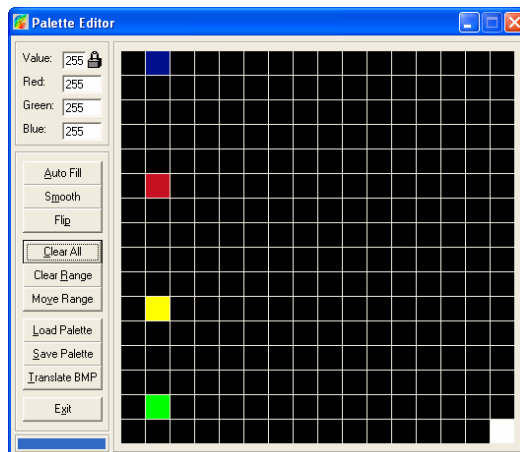 Palette Editor
Value: 255
Red: 255
Green: 255
Blue: 255
Auto Fill
Smooth
Flip
Clear All
Clear Range
Move Range
Load Palette
Save Palette
Translate BMP
Exit